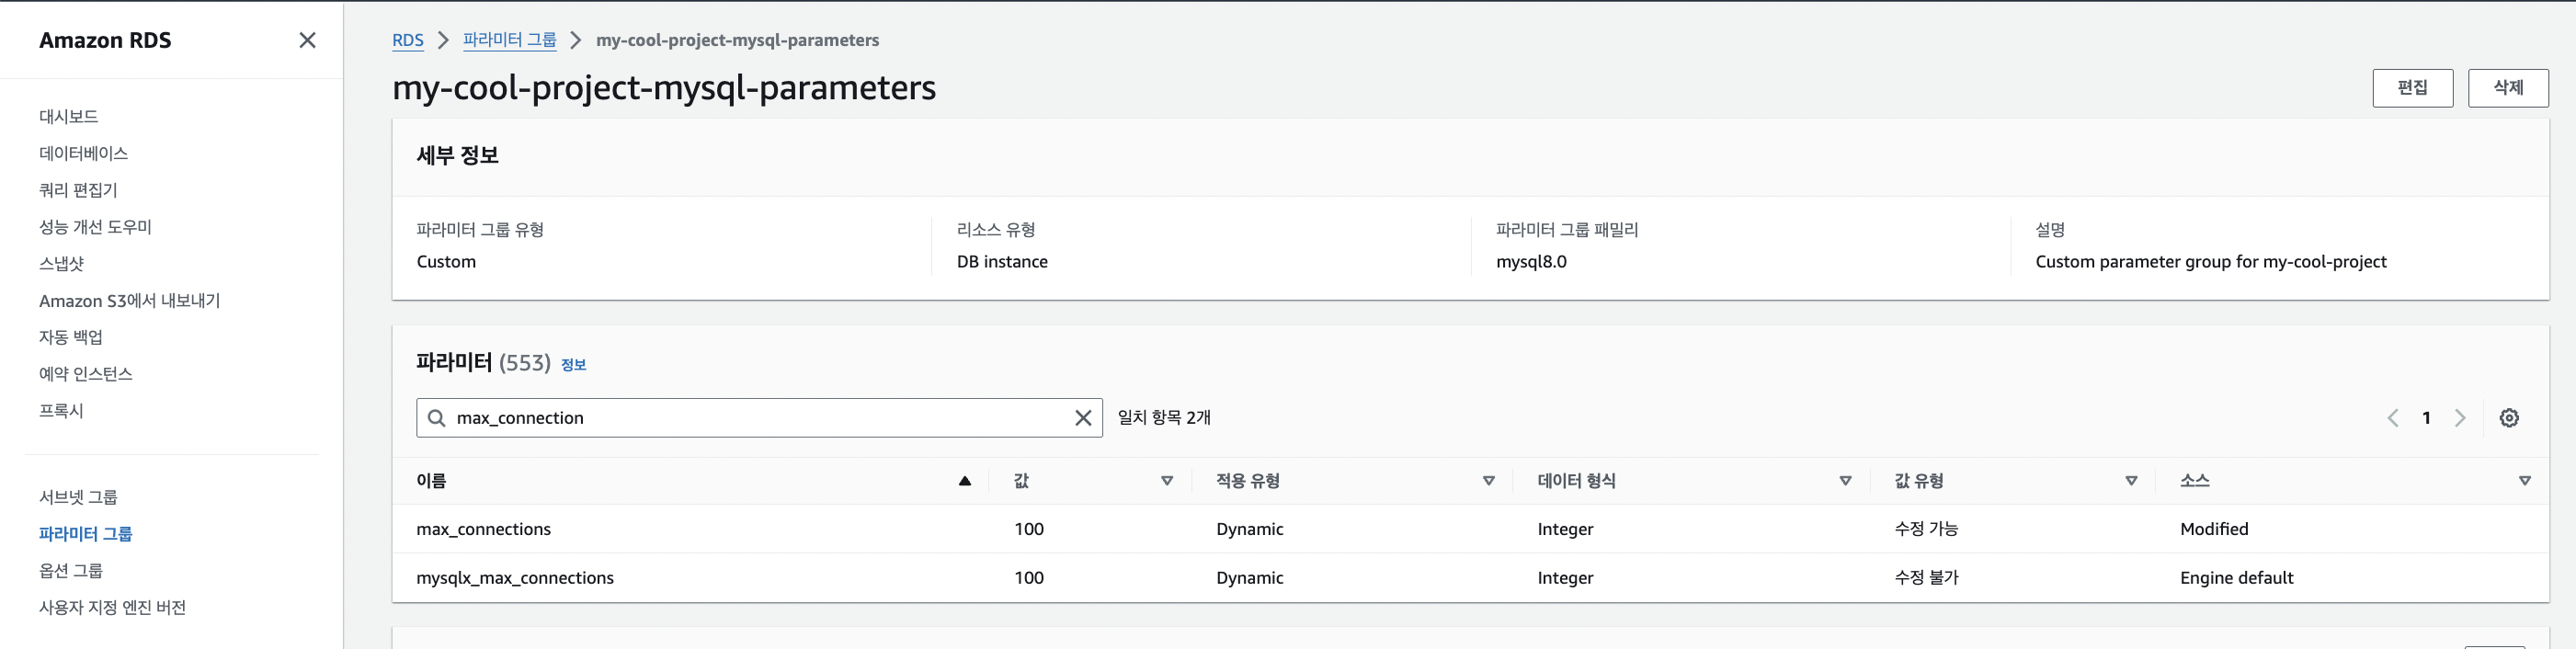 Amazon RDS
대시보드
데이터베이스
쿼리 편집기
성능 개선 도우미
스냅샷
Amazon S3에서 내보내기
자동 백업
예약 인스턴스
프록시
서브넷 그룹
파라미터 그룹
옵션 그룹
사용자 지정 엔진 버전
RDS > 파라미터 그룹 > my-cool-project-mysql-parameters
my-cool-project-mysql-parameters
편집 삭제
세부 정보
파라미터 그룹 유형 리소스 유형 파라미터 그룹 패밀리 설명
Custom DB instance mysql8.0 Custom parameter group for my-cool-project
파라미터 (553) 정보
max_connection 일치 항목 2개 1
이름 값 적용 유형 데이터 형식 값 유형 소스
max_connections 100 Dynamic Integer 수정 가능 Modified
mysqlx_max_connections 100 Dynamic Integer 수정 불가 Engine default